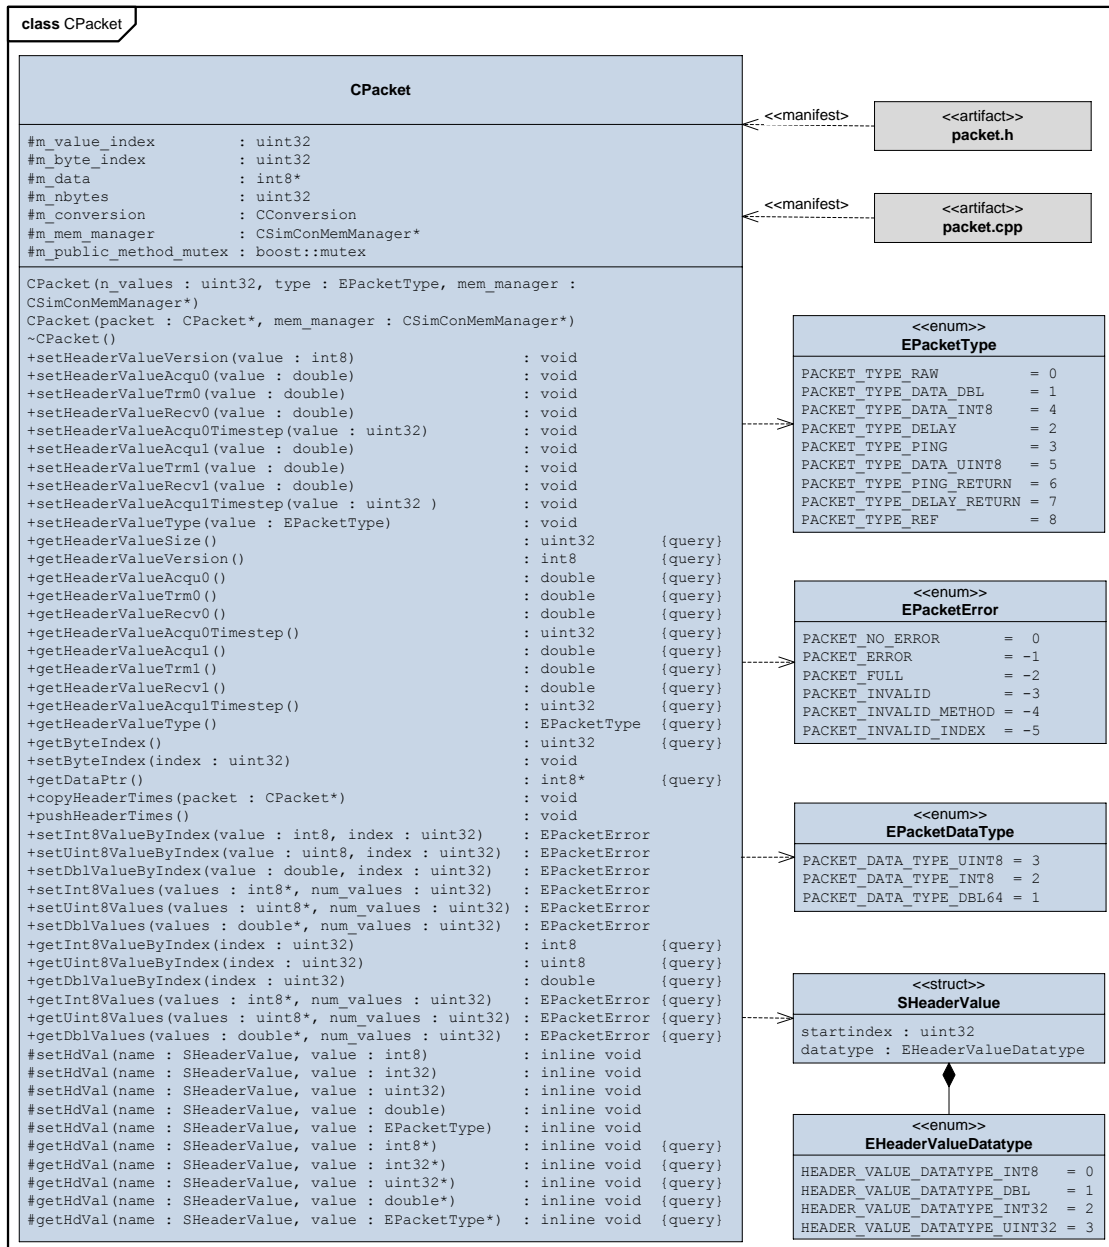 class CPacket
CPacket
#m_value_index : uint32
#m_byte_index : uint32
#m_data : int8*
#m_nbytes : uint32
#m_conversion : CConversion
#m_mem_manager : CSimConMemManager*
#m_public_method_mutex : boost::mutex
CPacket(n_values : uint32, type : EPacketType, mem_manager :
CSimConMemManager*)
CPacket(packet : CPacket*, mem_manager : CSimConMemManager*)
~CPacket()
+setHeaderValueVersion(value : int8) : void
+setHeaderValueAcqu0(value : double) : void
+setHeaderValueTrm0(value : double) : void
+setHeaderValueRecv0(value : double) : void
+setHeaderValueAcqu0Timestep(value : uint32) : void
+setHeaderValueAcqu1(value : double) : void
+setHeaderValueTrm1(value : double) : void
+setHeaderValueRecv1(value : double) : void
+setHeaderValueAcqu1Timestep(value : uint32 ) : void
+setHeaderValueType(value : EPacketType) : void
+getHeaderValueSize() : uint32 {query}
+getHeaderValueVersion() : int8 {query}
+getHeaderValueAcqu0() : double {query}
+getHeaderValueTrm0() : double {query}
+getHeaderValueRecv0() : double {query}
+getHeaderValueAcqu0Timestep() : uint32 {query}
+getHeaderValueAcqu1() : double {query}
+getHeaderValueTrm1() : double {query}
+getHeaderValueRecv1() : double {query}
+getHeaderValueAcqu1Timestep() : uint32 {query}
+getHeaderValueType() : EPacketType {query}
+getByteIndex() : uint32 {query}
+setByteIndex(index : uint32) : void
+getDataPtr() : int8* {query}
+copyHeaderTimes(packet : CPacket*) : void
+pushHeaderTimes() : void
+setInt8ValueByIndex(value : int8, index : uint32) : EPacketError
+setUint8ValueByIndex(value : uint8, index : uint32) : EPacketError
+setDblValueByIndex(value : double, index : uint32) : EPacketError
+setInt8Values(values : int8*, num_values : uint32) : EPacketError
+setUint8Values(values : uint8*, num_values : uint32) : EPacketError
+setDblValues(values : double*, num_values : uint32) : EPacketError
+getInt8ValueByIndex(index : uint32) : int8 {query}
+getUint8ValueByIndex(index : uint32) : uint8 {query}
+getDblValueByIndex(index : uint32) : double {query}
+getInt8Values(values : int8*, num_values : uint32) : EPacketError {query}
+getUint8Values(values : uint8*, num_values : uint32) : EPacketError {query}
+getDblValues(values : double*, num_values : uint32) : EPacketError {query}
#setHdVal(name : SHeaderValue, value : int8) : inline void
#setHdVal(name : SHeaderValue, value : int32) : inline void
#setHdVal(name : SHeaderValue, value : uint32) : inline void
#setHdVal(name : SHeaderValue, value : double) : inline void
#setHdVal(name : SHeaderValue, value : EPacketType) : inline void
#getHdVal(name : SHeaderValue, value : int8*) : inline void {query}
#getHdVal(name : SHeaderValue, value : int32*) : inline void {query}
#getHdVal(name : SHeaderValue, value : uint32*) : inline void {query}
#getHdVal(name : SHeaderValue, value : double*) : inline void {query}
#getHdVal(name : SHeaderValue, value : EPacketType*) : inline void {query}
<<manifest>
<<artifact>>
packet.h
<<manifest>
<<artifact>>
packet.cpp
<<enum>>
EPacketType
PACKET_TYPE_RAW = 0
PACKET_TYPE_DATA_DBL = 1
PACKET_TYPE_DATA_INT8 = 4
PACKET_TYPE_DELAY = 2
PACKET_TYPE_PING = 3
PACKET_TYPE_DATA_UINT8 = 5
PACKET_TYPE_PING_RETURN = 6
PACKET_TYPE_DELAY_RETURN = 7
PACKET_TYPE_REF = 8
<<enum>>
EPacketError
PACKET_NO_ERROR = 0
PACKET_ERROR = -1
PACKET_FULL = -2
PACKET_INVALID = -3
PACKET_INVALID_METHOD = -4
PACKET_INVALID_INDEX = -5
<<enum>>
EPacketDataType
PACKET_DATA_TYPE_UINT8 = 3
PACKET_DATA_TYPE_INT8 = 2
PACKET_DATA_TYPE_DBL64 = 1
<<struct>>
SHeaderValue
startindex : uint32
datatype : EHeaderValueDatatype
<<enum>>
EHeaderValueDatatype
HEADER_VALUE_DATATYPE_INT8 = 0
HEADER_VALUE_DATATYPE_DBL = 1
HEADER_VALUE_DATATYPE_INT32 = 2
HEADER_VALUE_DATATYPE_UINT32 = 3